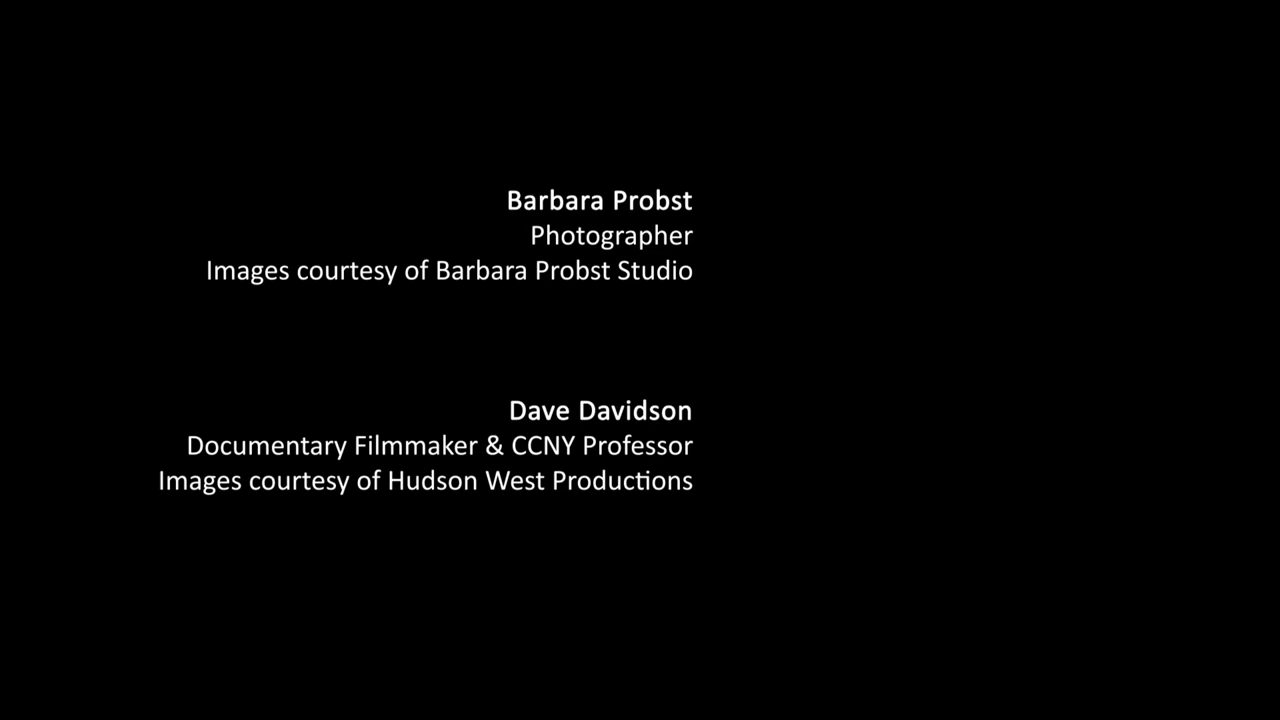 Barbara Probst
Photographer
Images courtesy of Barbara Probst Studio
Dave Davidson
Documentary Filmmaker & CCNY Professor
Images courtesy of Hudson West Productions